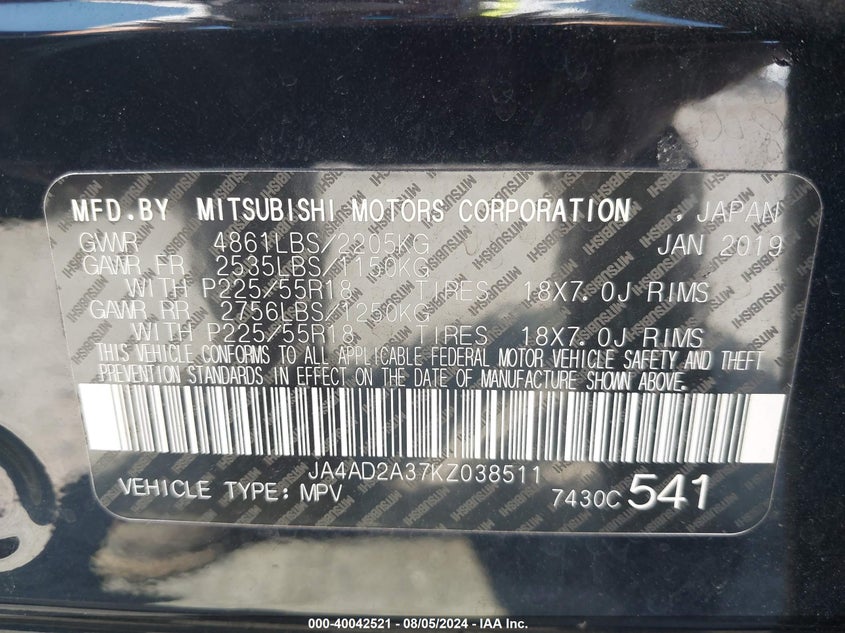 MFD.BY MITSUBISHI MOTORS CORPORATION , JAPAN
GVWR 4861LBS/2205KG JAN 2019
GAWR FR 2535LBS/1150KG
WITH P225/55R18 TIRES 18X7.0J RIMS
GAWR RR 2756LBS/1250KG
WITH P225/55R18 TIRES 18X7.0J RIMS
THIS VEHICLE CONFORMS TO ALL APPLICABLE FEDERAL MOTOR VEHICLE SAFETY AND THEFT
PREVENTION STANDARDS IN EFFECT ON THE DATE OF MANUFACTURE SHOWN ABOVE.
JA4AD2A37KZ038511
VEHICLE TYPE: MPV 7430C 541
000-40042521 - 08/05/2024 - IAA Inc.